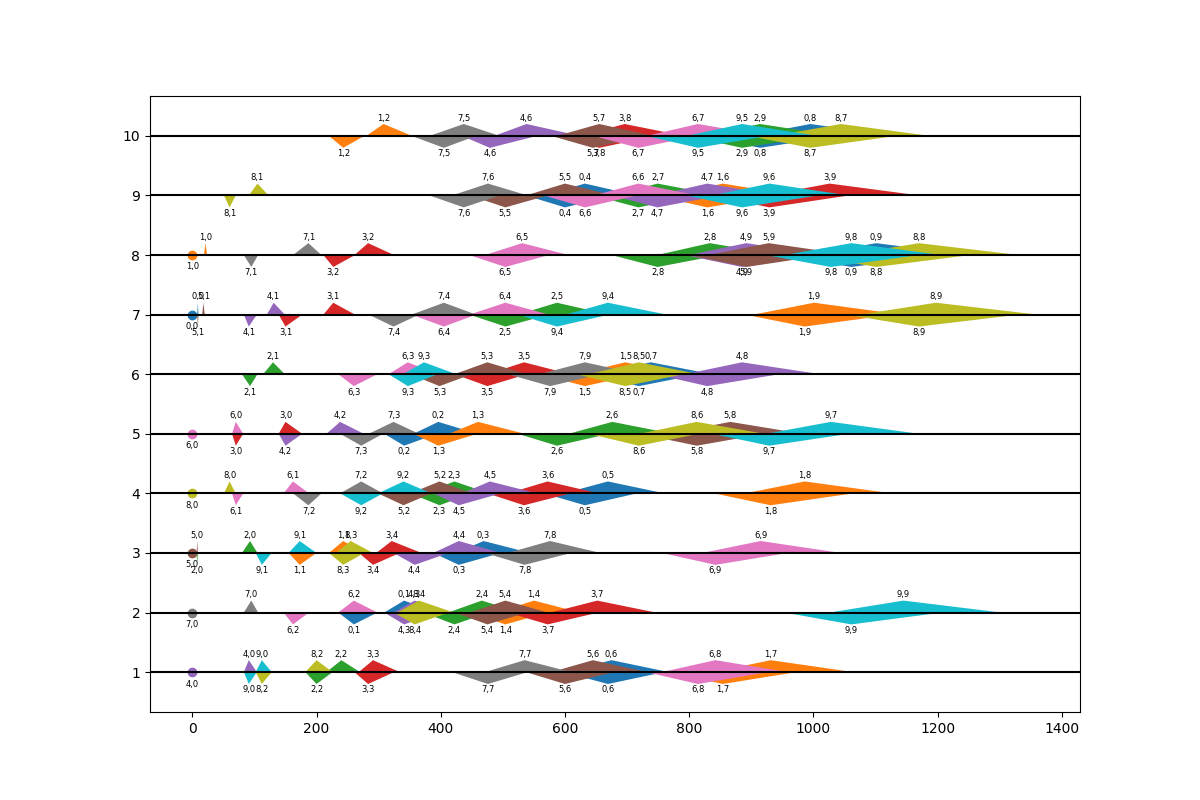 1,2 7,5 4,6 5,7 3,8 6,7 9,5 2,9 0,8 8,7
10
1,2 7,5 4,6 6,7 9,5 2,9 0,8 8,7
8,1 7,6 5,5 0,4 6,6 2,7 4,7 1,6 9,6 3,9
9
8,1 7,6 5,5 0,4 6,6 2,7 4,7 1,6 9,6 3,9
1,0 7,1 3,2 6,5 2,8 4,9 5,9 9,8 0,9 8,8
8
1,0 7,1 3,2 6,5 2,8 9,8 0,9 8,8
4,1 3,1 7,4 6,4 2,5 9,4 1,9 8,9
7
0,0 5,1 4,1 3,1 7,4 6,4 2,5 9,4 1,9 8,9
2,1 6,3 9,3 5,3 3,5 7,9 1,5 8,5 0,7 4,8
6
2,1 6,3 9,3 5,3 3,5 7,9 1,5 8,5 0,7 4,8
6,0 3,0 4,2 7,3 0,2 1,3 2,6 8,6 5,8 9,7
5
6,0 3,0 4,2 7,3 0,2 1,3 2,6 8,6 5,8 9,7
8,0 6,1 7,2 9,2 5,2 2,3 4,5 3,6 0,5 1,8
4
8,0 6,1 7,2 9,2 5,2 2,3 4,5 3,6 0,5 1,8
5,0 2,0 9,1 8,3 3,4 4,4 0,3 7,8 6,9
3
5,0 2,0 9,1 1,1 8,3 3,4 4,4 0,3 7,8 6,9
7,0 6,2 0,1 2,4 5,4 1,4 3,7 9,9
2
7,0 6,2 0,1 4,3 8,4 2,4 5,4 1,4 3,7 9,9
4,0 9,0 8,2 2,2 3,3 7,7 5,6 0,6 6,8 1,7
1
4,0 9,0 8,2 2,2 3,3 7,7 5,6 0,6 6,8 1,7
0 200 400 600 800 1000 1200 1400